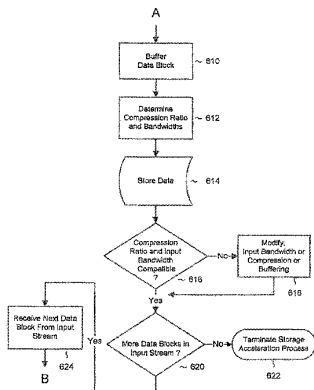 A
Buffer
Data Block
610
Determine
Compression Ratio
and Bandwidths
612
Store Data
614
Compression
Ratio and Input
Bandwidth
Compatible
?
616
No
Modify
Input Bandwidth or
Compression or
Buffering
618
Yes
Receive Next Data
Block From Input
Stream
624
Yes
More Data Blocks in
Input Stream ?
620
No
Terminate Storage
Acceleration Process
622
B